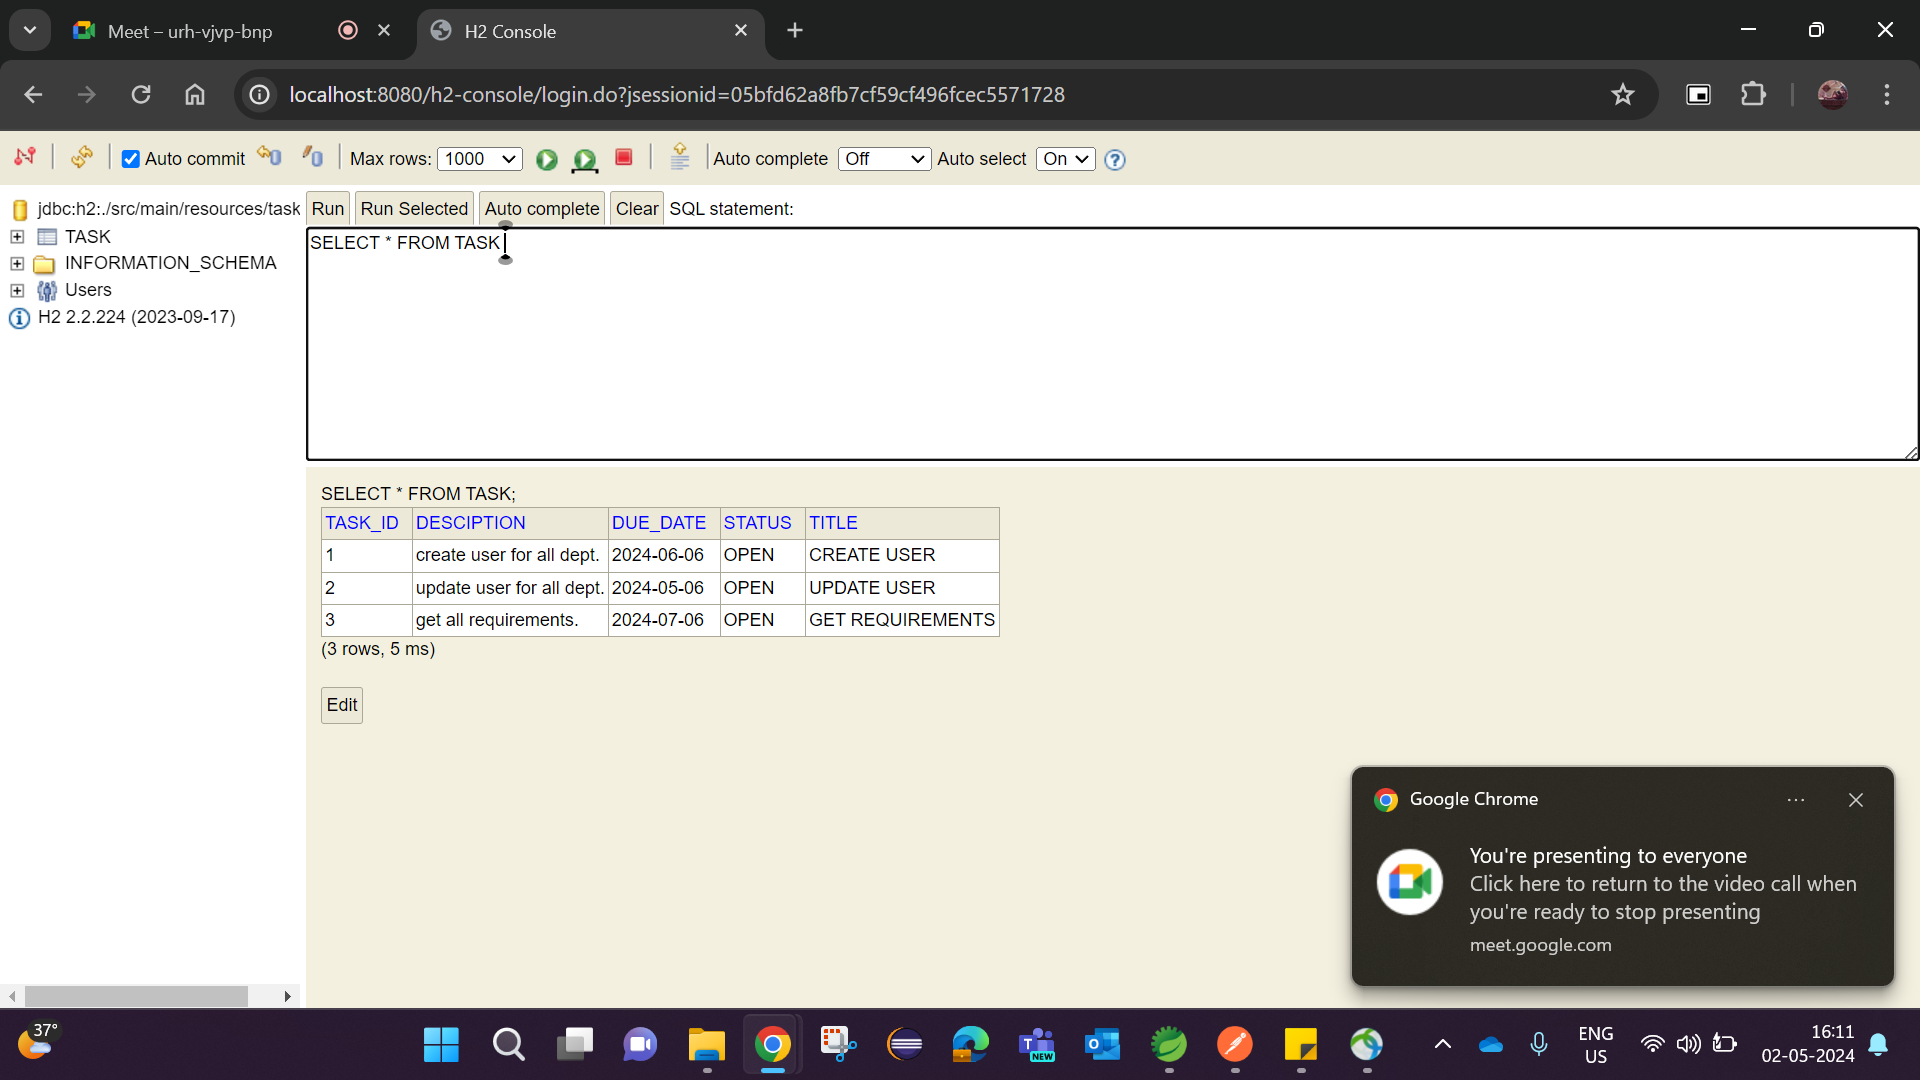 Meet – urh-vjvp-bnp
H2 Console
localhost:8080/h2-console/login.do?jsessionid=05bfd62a8fb7cf59cf496fcec5571728
Auto commit
Max rows: 1000
Auto complete Off
Auto select On
jdbc:h2:./src/main/resources/task
TASK
INFORMATION_SCHEMA
Users
H2 2.2.224 (2023-09-17)
Run Run Selected Auto complete Clear SQL statement:
SELECT * FROM TASK
SELECT * FROM TASK;
TASK_ID DESCIPTION DUE_DATE STATUS TITLE
1 create user for all dept. 2024-06-06 OPEN CREATE USER
2 update user for all dept. 2024-05-06 OPEN UPDATE USER
3 get all requirements. 2024-07-06 OPEN GET REQUIREMENTS
(3 rows, 5 ms)
Edit
Google Chrome
You're presenting to everyone
Click here to return to the video call when
you're ready to stop presenting
meet.google.com
37°
NEW
ENG
US
16:11
02-05-2024